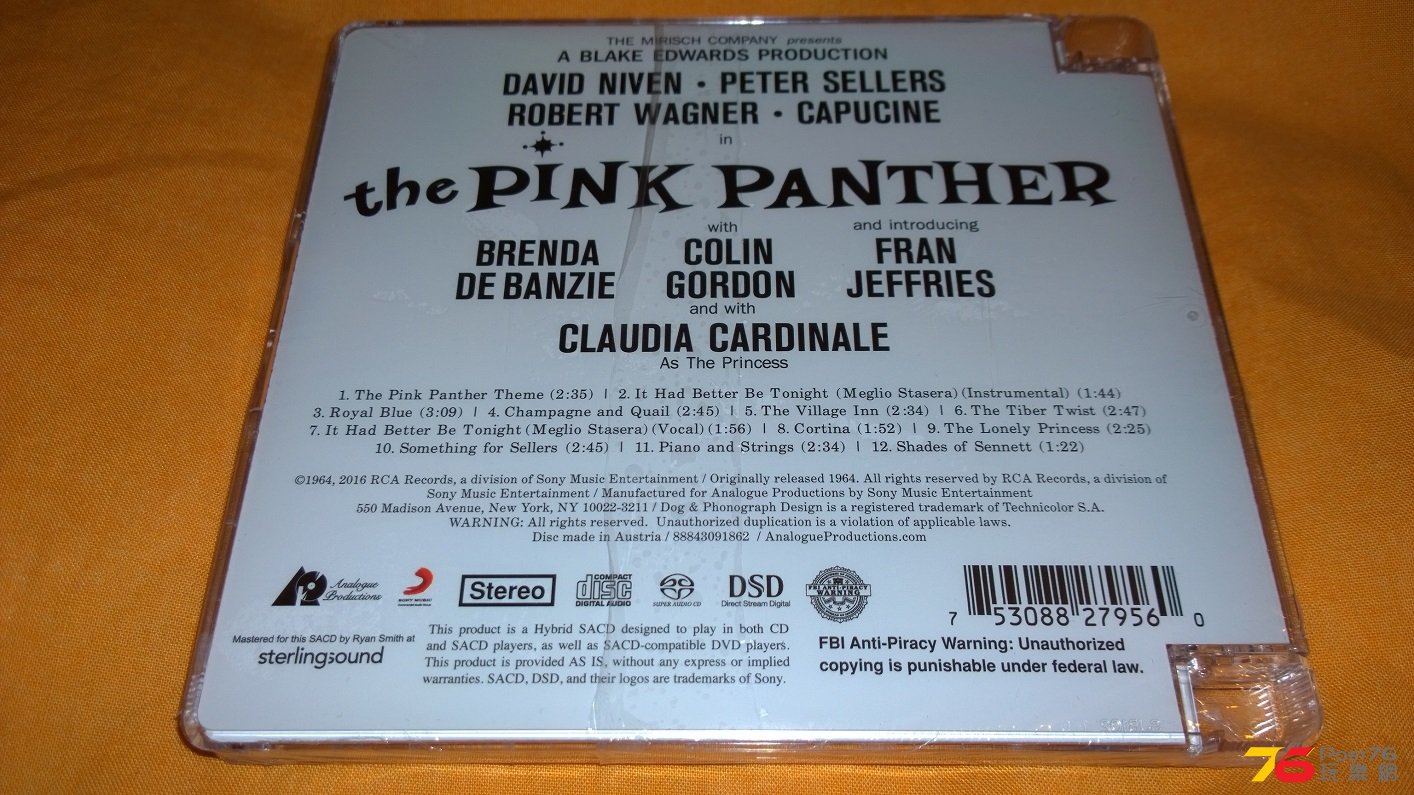 THE MIRISCH COMPANY presents
A BLAKE EDWARDS PRODUCTION
DAVID NIVEN • PETER SELLERS
ROBERT WAGNER • CAPUCINE
in
the PINK PANTHER
with
BRENDA DE BANZIE
COLIN GORDON
and introducing
FRAN JEFFRIES
and with
CLAUDIA CARDINALE
As The Princess
1. The Pink Panther Theme (2:35) | 2. It Had Better Be Tonight (Meglio Stasera) (Instrumental) (1:44)
3. Royal Blue (3:09) | 4. Champagne and Quail (2:45) | 5. The Village Inn (2:34) | 6. The Tiber Twist (2:47)
7. It Had Better Be Tonight (Meglio Stasera) (Vocal) (1:56) | 8. Cortina (1:52) | 9. The Lonely Princess (2:25)
10. Something for Sellers (2:45) | 11. Piano and Strings (2:34) | 12. Shades of Sennett (1:22)
©1964, 2016 RCA Records, a division of Sony Music Entertainment / Originally released 1964. All rights reserved by RCA Records, a division of
Sony Music Entertainment / Manufactured for Analogue Productions by Sony Music Entertainment
550 Madison Avenue, New York, NY 10022-3211 / Dog & Phonograph Design is a registered trademark of Technicolor S.A.
WARNING: All rights reserved. Unauthorized duplication is a violation of applicable laws.
Disc made in Austria / 88843091862 / AnalogueProductions.com
Analogue Productions
SONY MUSIC
Stereo
COMPACT disc DIGITAL AUDIO
SUPER AUDIO CD
DSD
Direct Stream Digital
FBI ANTI-PIRACY WARNING
7 53088 27956 0
Mastered for this SACD by Ryan Smith at
sterlingsound
This product is a Hybrid SACD designed to play in both CD
and SACD players, as well as SACD-compatible DVD players.
This product is provided AS IS, without any express or implied
warranties. SACD, DSD, and their logos are trademarks of Sony.
FBI Anti-Piracy Warning: Unauthorized
copying is punishable under federal law.
76 Post76
玩樂網